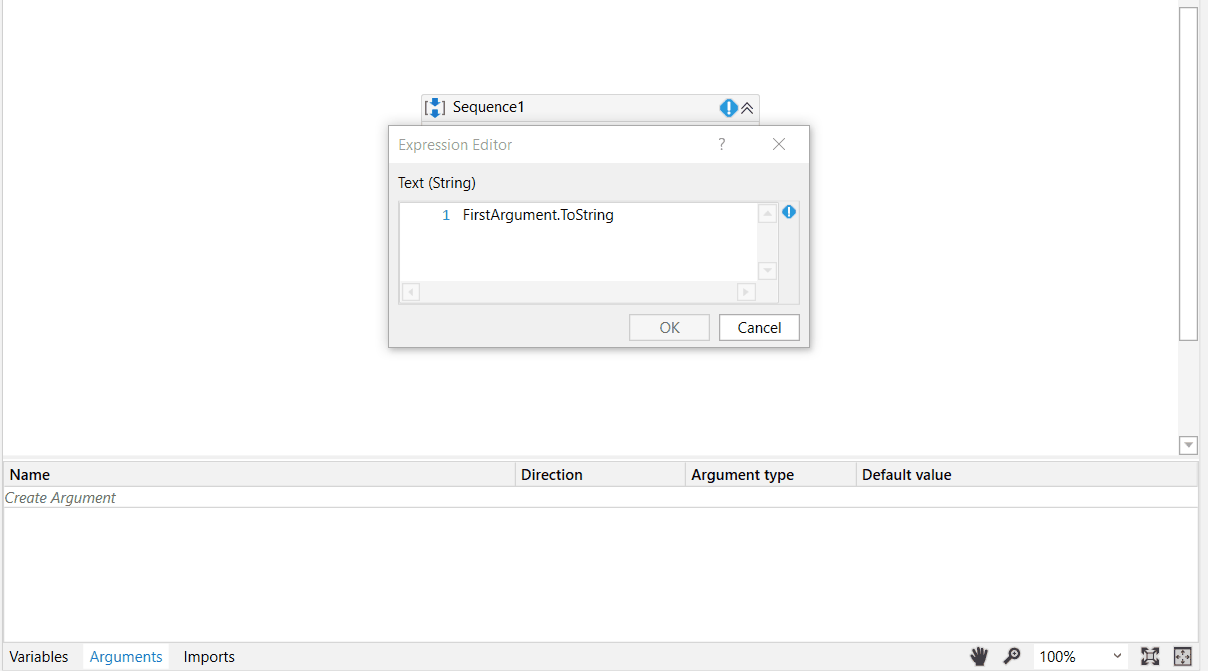 Sequence1
Expression Editor ?
Text (String)
1 FirstArgument.ToString
OK Cancel
Name Direction Argument type Default value
Create Argument
Variables Arguments Imports 100%